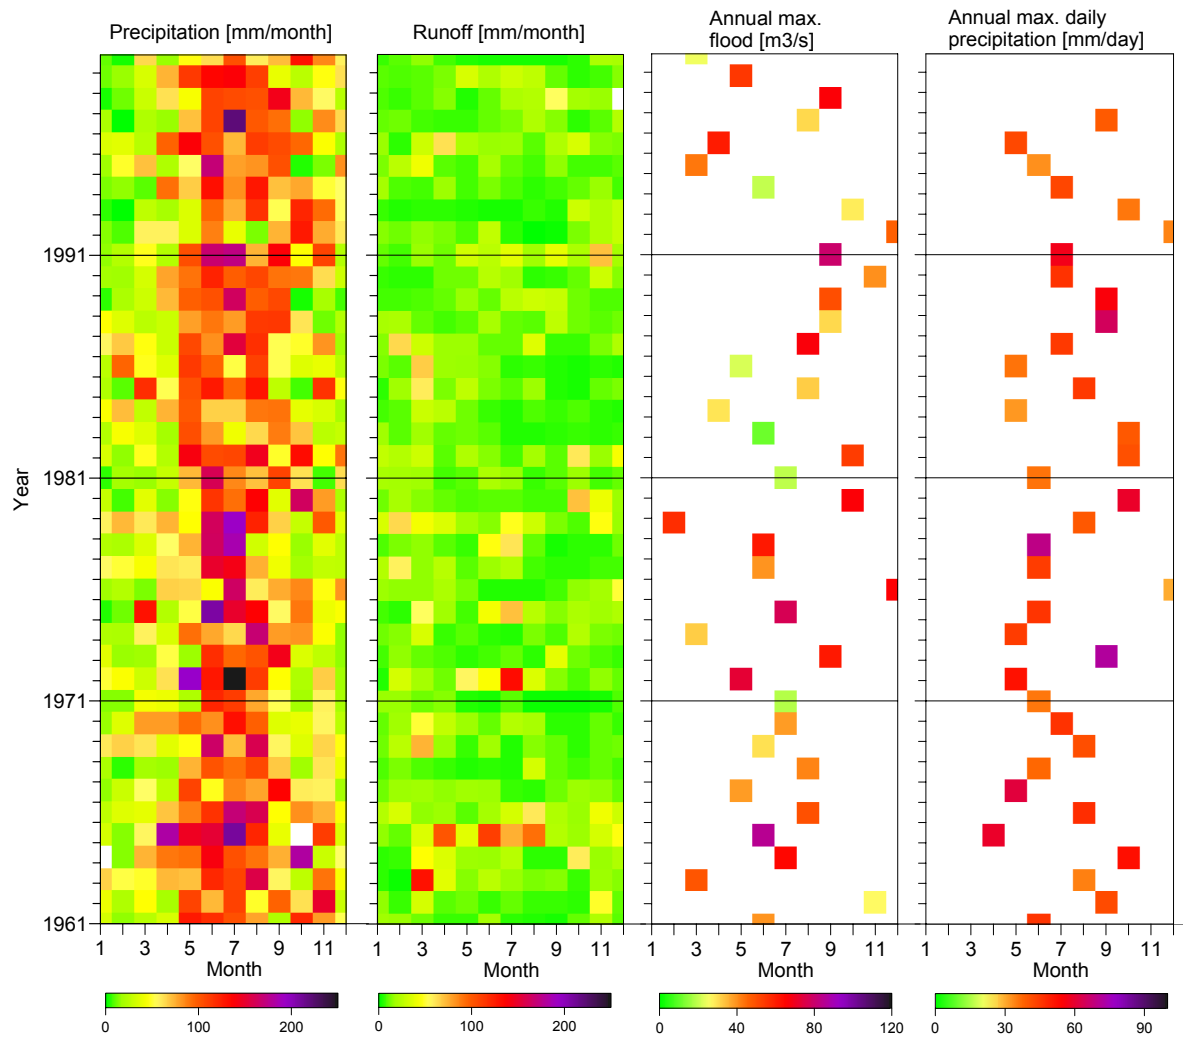 Precipitation [mm/month]
Runoff [mm/month]
Annual max.
flood [m3/s]
Annual max. daily
precipitation [mm/day]
Year
1991
1981
1971
1961
1 3 5 7 9 11
1 3 5 7 9 11
1 3 5 7 9 11
1 3 5 7 9 11
Month
Month
Month
Month
0 100 200
0 100 200
0 40 80 120
0 30 60 90